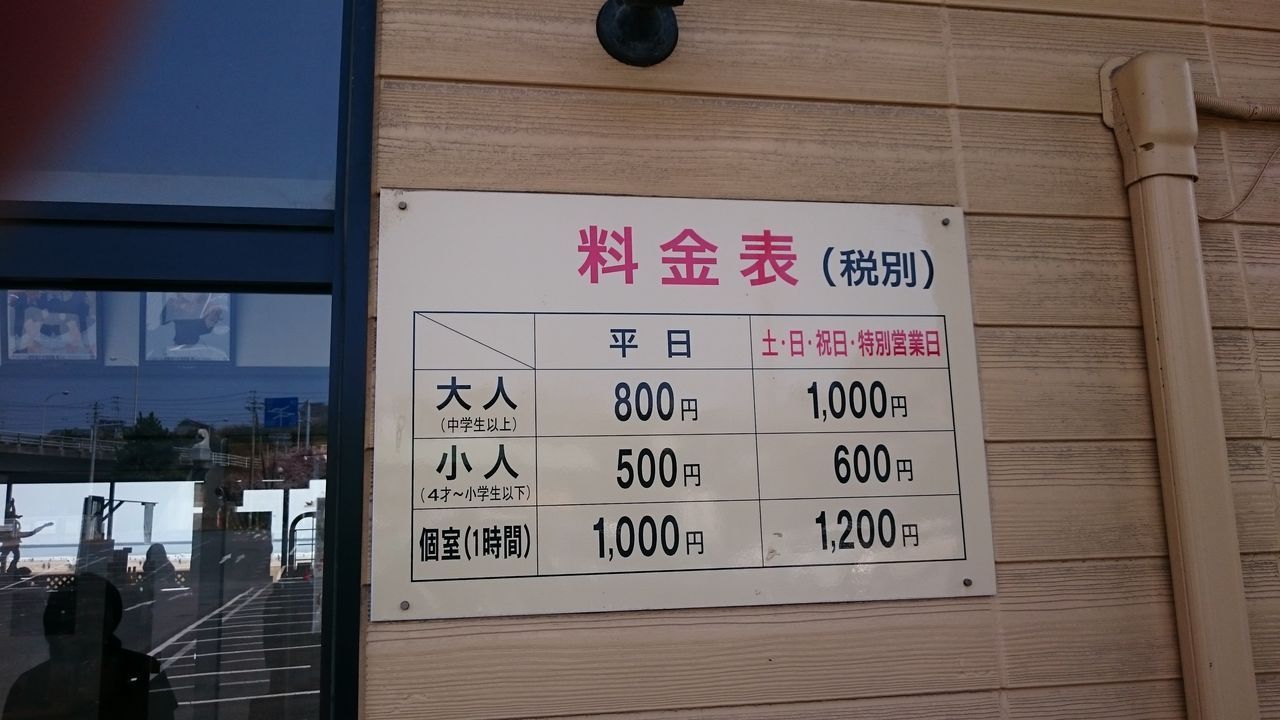 料金表（税別）
平日 土・日・祝日・特別営業日
大人 800円 1,000円
（中学生以上）
小人 500円 600円
（4才～小学生以下）
個室(1時間) 1,000円 1,200円